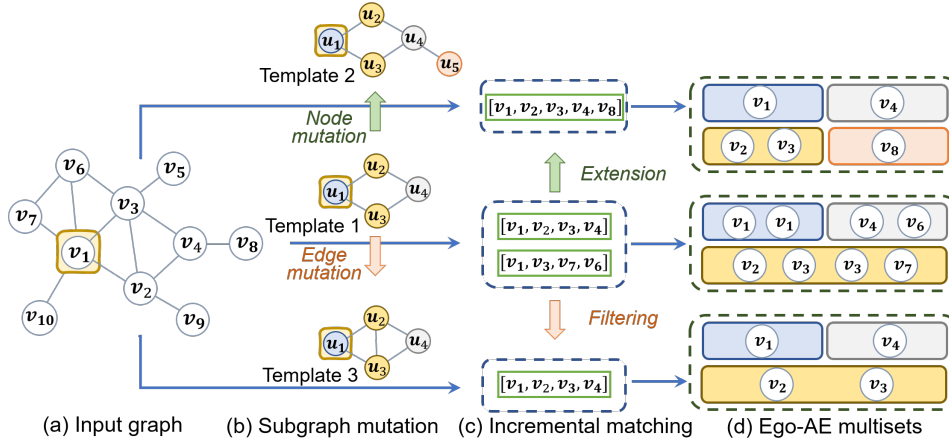 u₂
u₁
u₄
u₃
u₅
Template 2
Node
mutation
[v₁, v₂, v₃, v₄, v₈]
v₁
v₄
v₂
v₃
v₈
v₆
v₅
v₇
v₃
v₁
v₄
v₈
v₂
v₁₀
v₉
u₂
u₁
u₄
u₃
Template 1
Edge
mutation
Extension
[v₁, v₂, v₃, v₄]
[v₁, v₃, v₇, v₆]
Filtering
v₁ v₁
v₄ v₆
v₂ v₃ v₃ v₇
u₂
u₁
u₄
u₃
Template 3
[v₁, v₂, v₃, v₄]
v₁
v₄
v₂
v₃
(a) Input graph
(b) Subgraph mutation
(c) Incremental matching
(d) Ego-AE multisets